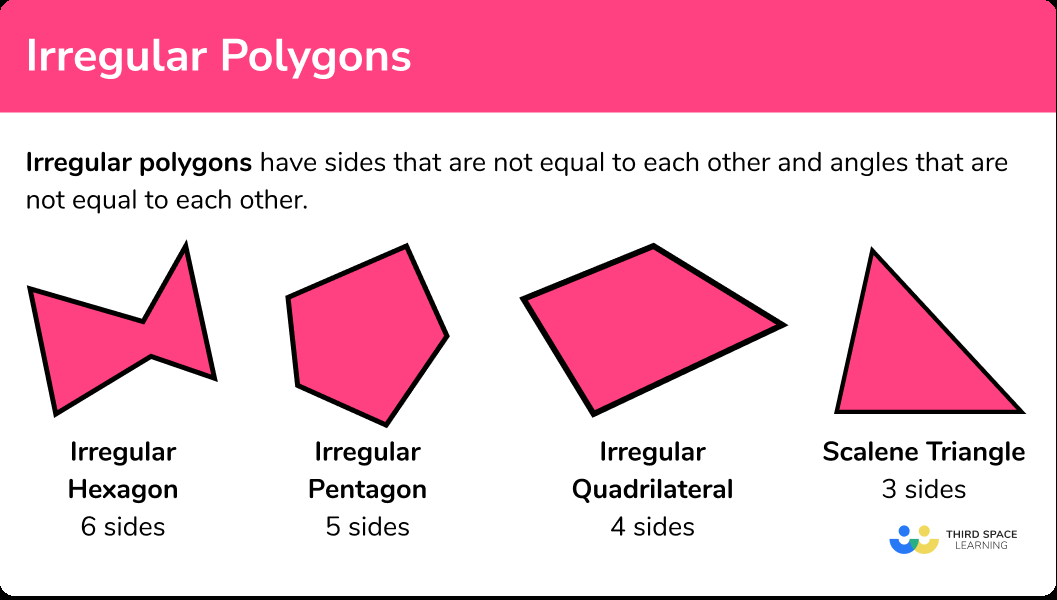 Irregular Polygons
Irregular polygons have sides that are not equal to each other and angles that are
not equal to each other.
Irregular
Hexagon
6 sides
Irregular
Pentagon
5 sides
Irregular
Quadrilateral
4 sides
Scalene Triangle
3 sides
THIRD SPACE
LEARNING